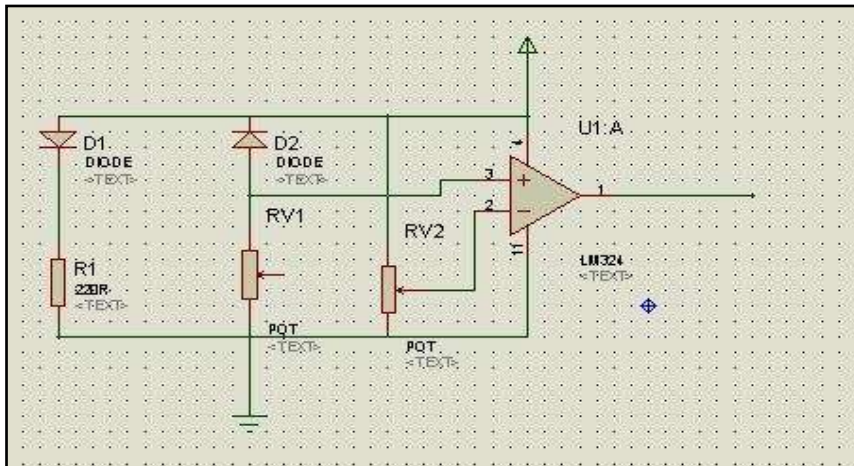 U1:A
D1
DIODE
<TEXT>
D2
DIODE
<TEXT>
4
3
2
1
11
RV1
RV2
R1
220R
<TEXT>
LM324
<TEXT>
POT
<TEXT>
POT
<TEXT>